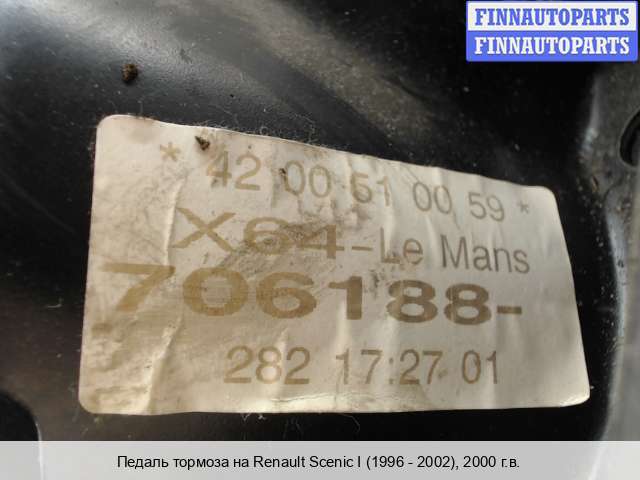 FINNAUTOPARTS
FINNAUTOPARTS
* 42 00 51 00 59 *
X64-Le Mans
706188-
282 17:27 01
Педаль тормоза на Renault Scenic I (1996 - 2002), 2000 г.в.